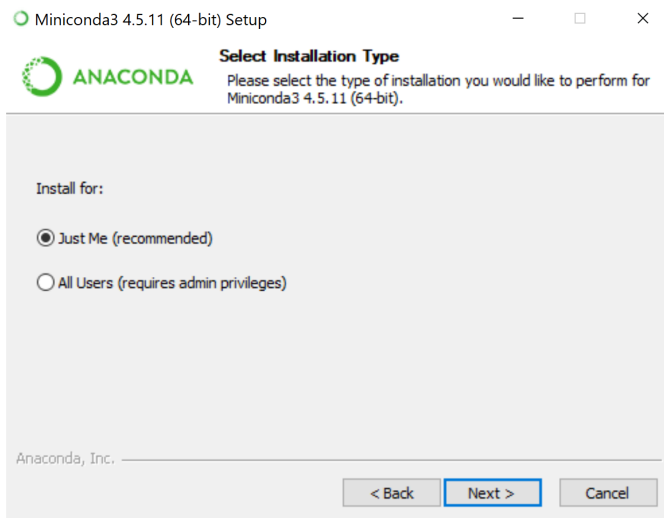 Miniconda3 4.5.11 (64-bit) Setup
ANACONDA
Select Installation Type
Please select the type of installation you would like to perform for
Miniconda3 4.5.11 (64-bit).
Install for:
Just Me (recommended)
All Users (requires admin privileges)
Anaconda, Inc.
< Back
Next >
Cancel